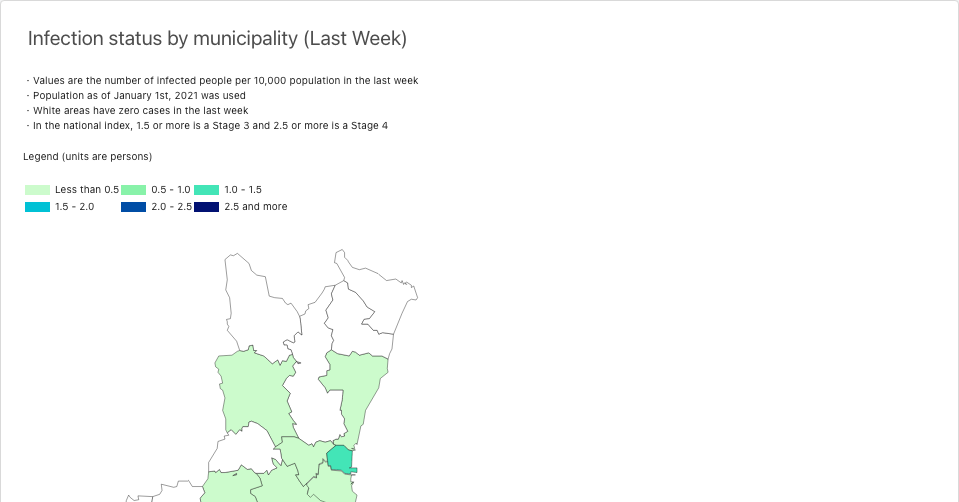 Infection status by municipality (Last Week)
· Values are the number of infected people per 10,000 population in the last week
· Population as of January 1st, 2021 was used
· White areas have zero cases in the last week
· In the national index, 1.5 or more is a Stage 3 and 2.5 or more is a Stage 4
Legend (units are persons)
Less than 0.5 0.5 - 1.0 1.0 - 1.5
1.5 - 2.0 2.0 - 2.5 2.5 and more